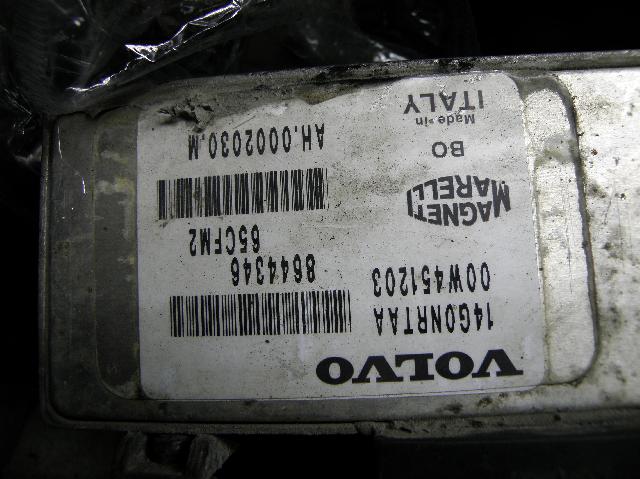 VOLVO
14G0NRTAA
00W451203 8644346
65CFM2
MAGNETI
MARELLI
BO AH.0002030.M
Made in
ITALY